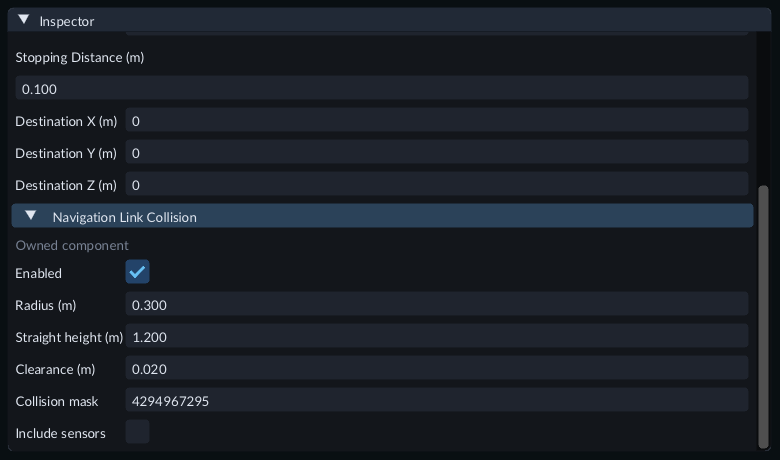 Inspector
Stopping Distance (m)
0.100
Destination X (m) 0
Destination Y (m) 0
Destination Z (m) 0
Navigation Link Collision
Owned component
Enabled
Radius (m) 0.300
Straight height (m) 1.200
Clearance (m) 0.020
Collision mask 4294967295
Include sensors